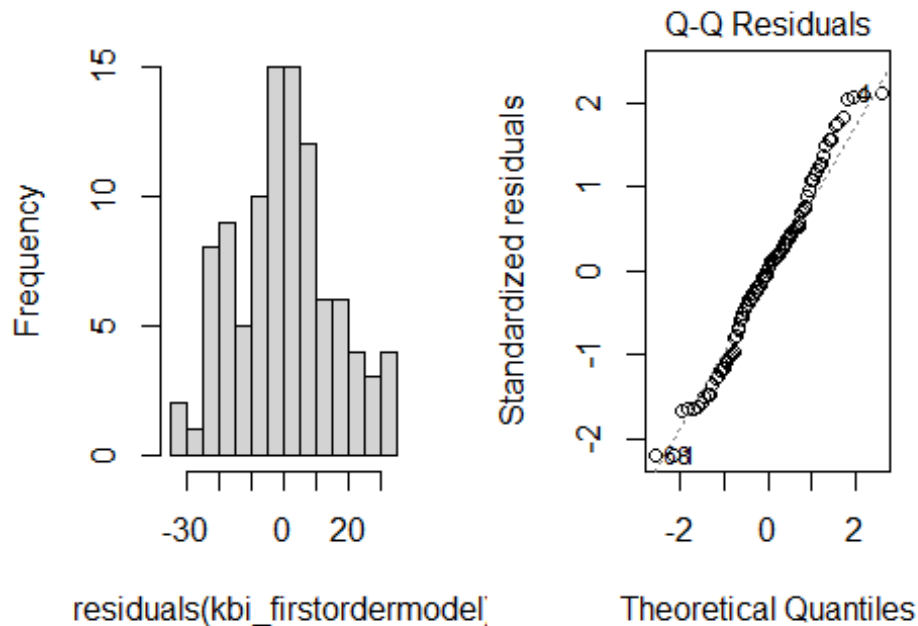 Q-Q Residuals
Frequency
0 5 10 15
-30 0 20
residuals(kbi_firstordermodel)
Standardized residuals
-2 -1 0 1 2
-2 0 2
Theoretical Quantiles